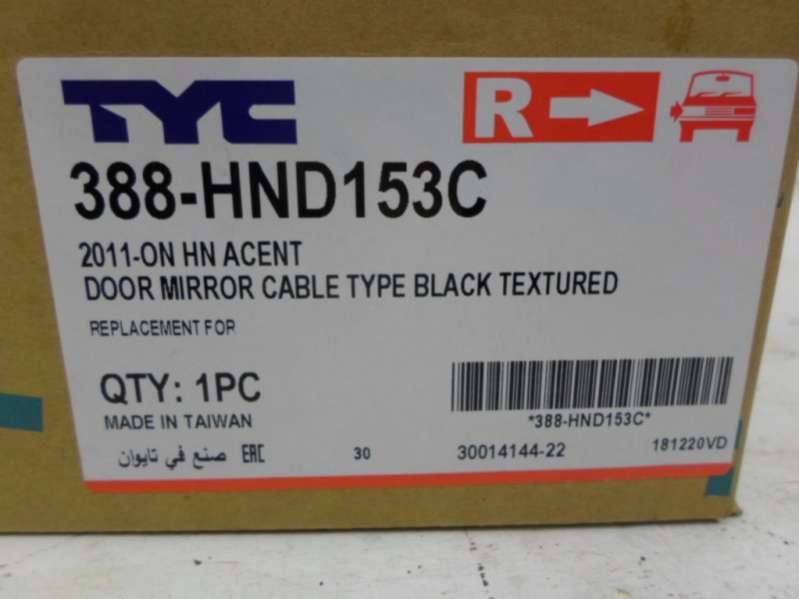 TYC
R
388-HND153C
2011-ON HN ACENT
DOOR MIRROR CABLE TYPE BLACK TEXTURED
REPLACEMENT FOR
QTY: 1PC
MADE IN TAIWAN
*388-HND153C*
صنع في تايوان EAC 30 30014144-22 181220VD